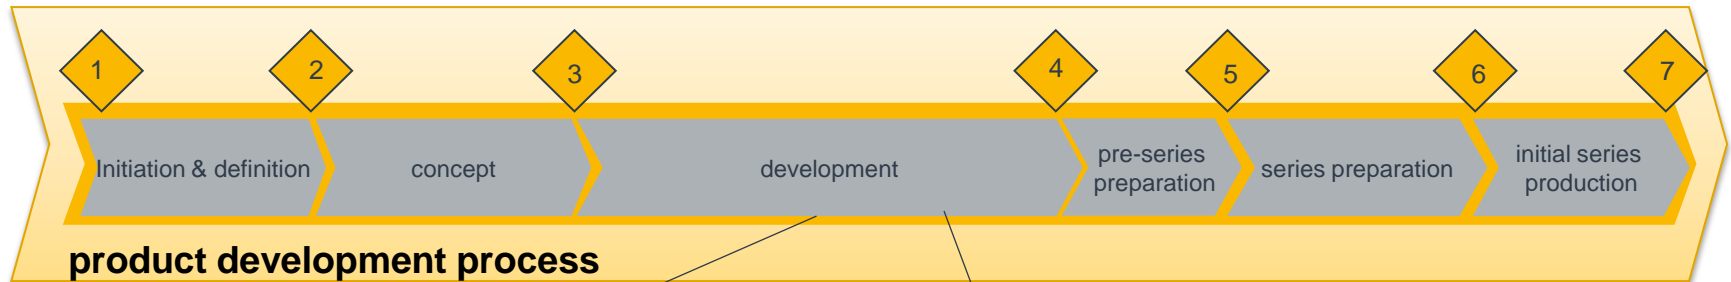 1 2 3 4 5 6 7
Initiation & definition
concept
development
pre-series
preparation
series preparation
initial series
production
product development process